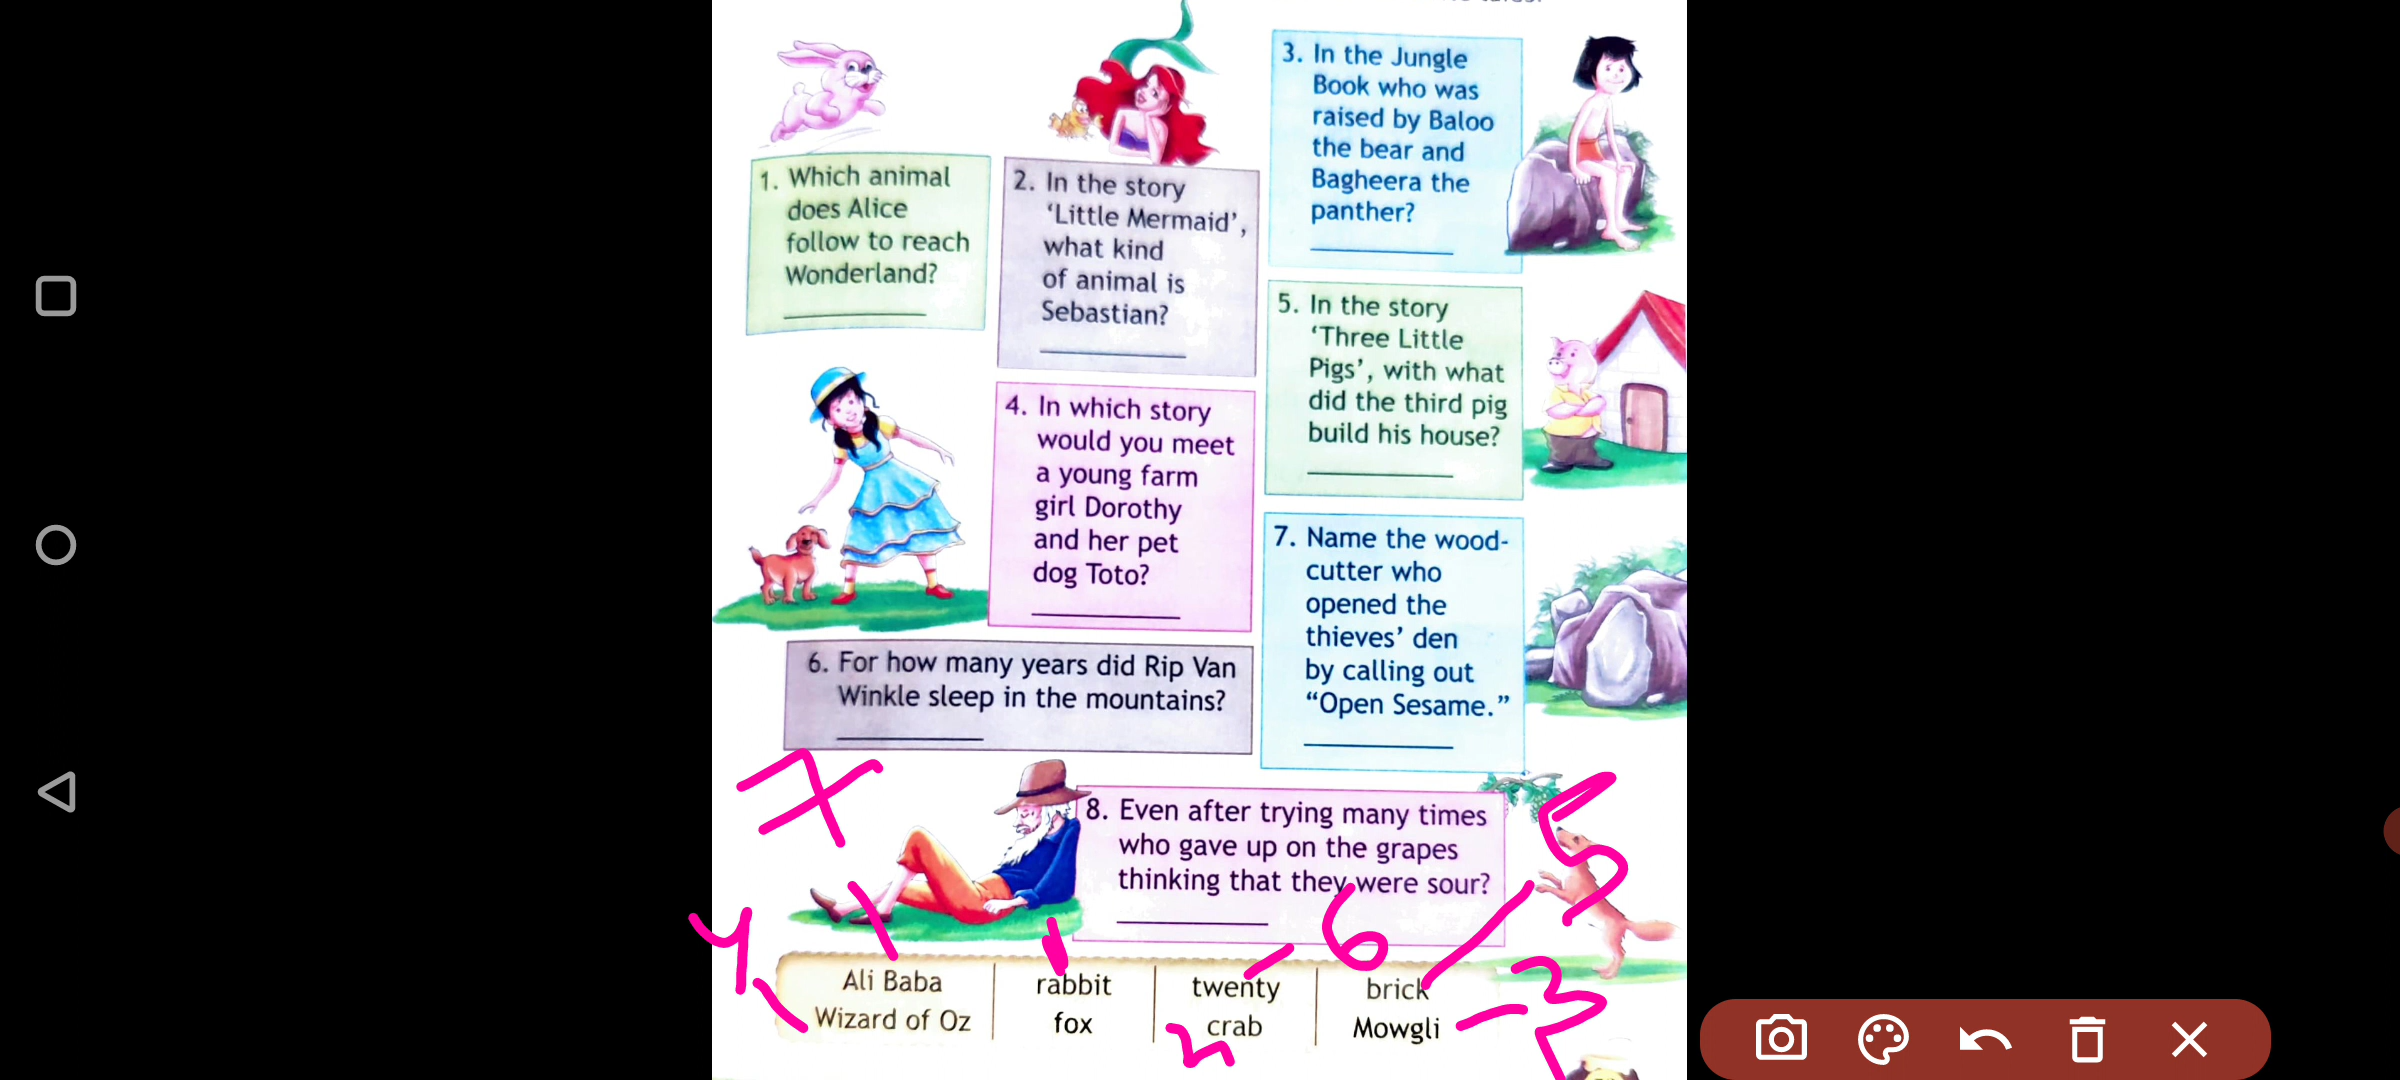 1. Which animal
does Alice
follow to reach
Wonderland?
2. In the story
‘Little Mermaid’,
what kind
of animal is
Sebastian?
3. In the Jungle
Book who was
raised by Baloo
the bear and
Bagheera the
panther?
4. In which story
would you meet
a young farm
girl Dorothy
and her pet
dog Toto?
5. In the story
‘Three Little
Pigs’, with what
did the third pig
build his house?
6. For how many years did Rip Van
Winkle sleep in the mountains?
7. Name the wood-
cutter who
opened the
thieves’ den
by calling out
“Open Sesame.”
8. Even after trying many times
who gave up on the grapes
thinking that they were sour?
7
5
6
4
1
3
2
Ali Baba rabbit twenty brick
Wizard of Oz fox crab Mowgli